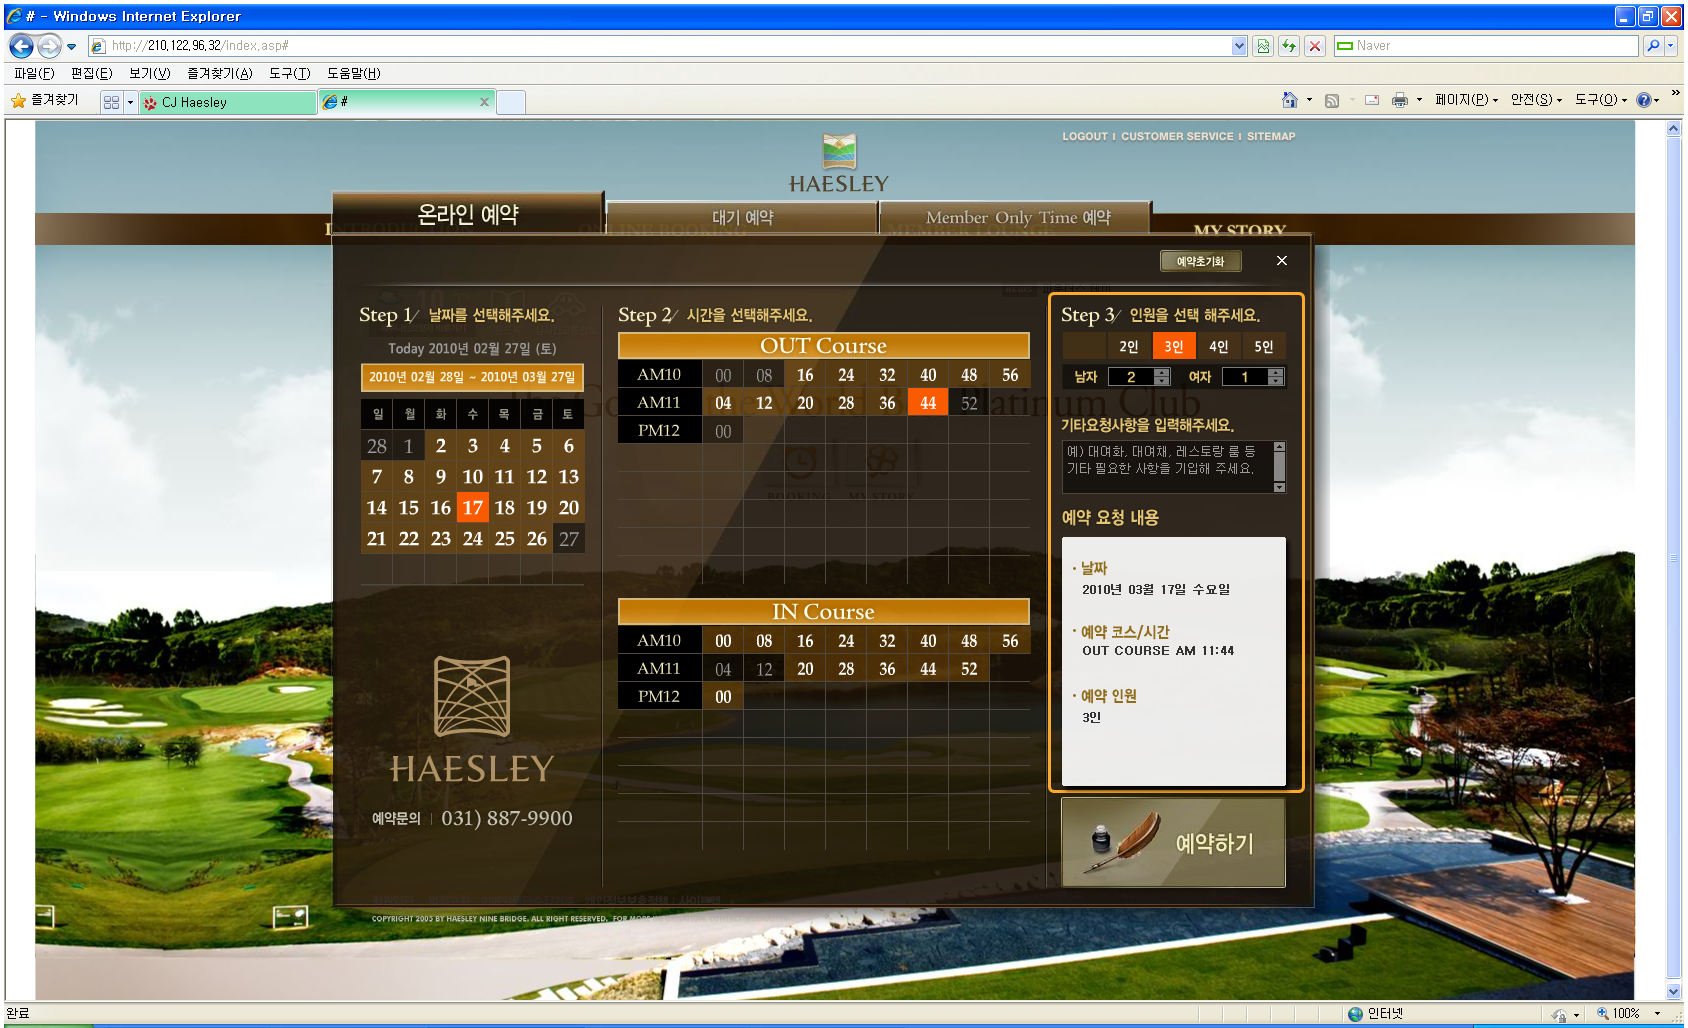 # - Windows Internet Explorer
http://210.122.96.32/index.asp#
Naver
파일(F) 편집(E) 보기(V) 즐겨찾기(A) 도구(T) 도움말(H)
즐겨찾기
CJ Haesley
#
페이지(P) 안전(S) 도구(O)
LOGOUT I CUSTOMER SERVICE I SITEMAP
HAESLEY
온라인 예약
대기 예약
Member Only Time 예약
MY STORY
예약초기화
Step 1/ 날짜를 선택해주세요.
Today 2010년 02월 27일 (토)
2010년 02월 28일 ~ 2010년 03월 27일
일 월 화 수 목 금 토
28 1 2 3 4 5 6
7 8 9 10 11 12 13
14 15 16 17 18 19 20
21 22 23 24 25 26 27
HAESLEY
예약문의 | 031) 887-9900
Step 2/ 시간을 선택해주세요.
OUT Course
AM10 00 08 16 24 32 40 48 56
AM11 04 12 20 28 36 44 52
PM12 00
BOOKING MY STORY
IN Course
AM10 00 08 16 24 32 40 48 56
AM11 04 12 20 28 36 44 52
PM12 00
Step 3/ 인원을 선택 해주세요.
2인 3인 4인 5인
남자 2 여자 1
기타요청사항을 입력해주세요.
예) 대여화, 대여채, 레스토랑 룸 등
기타 필요한 사항을 기입해 주세요.
예약 요청 내용
· 날짜
2010년 03월 17일 수요일
· 예약 코스/시간
OUT COURSE AM 11:44
· 예약 인원
3인
예약하기
COPYRIGHT 2005 BY HAESLEY NINE BRIDGE. ALL RIGHT RESERVED.
완료
인터넷
100%